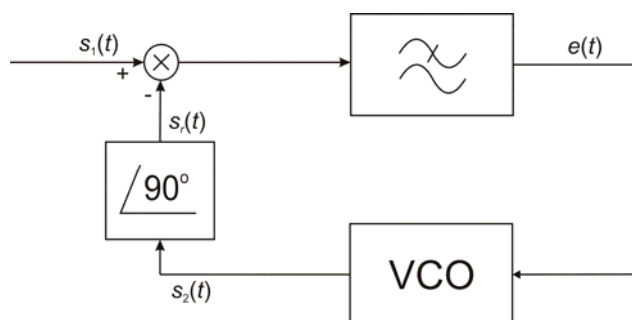 s₁(t)
+
-
sᵣ(t)
e(t)
90°
VCO
s₂(t)